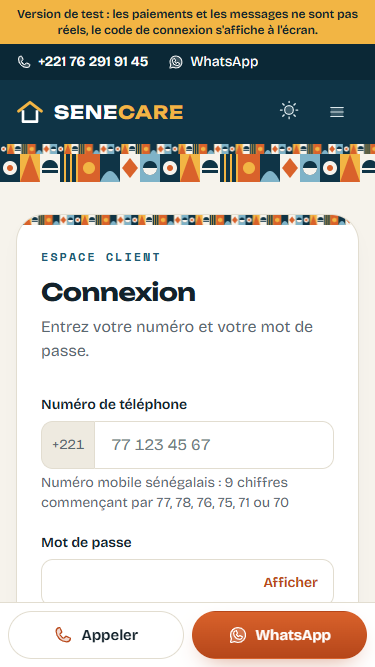 Version de test : les paiements et les messages ne sont pas
réels, le code de connexion s'affiche à l'écran.
+221 76 291 91 45 WhatsApp
SENECARE
ESPACE CLIENT
Connexion
Entrez votre numéro et votre mot de
passe.
Numéro de téléphone
+221 77 123 45 67
Numéro mobile sénégalais : 9 chiffres
commençant par 77, 78, 76, 75, 71 ou 70
Mot de passe
Afficher
Appeler WhatsApp